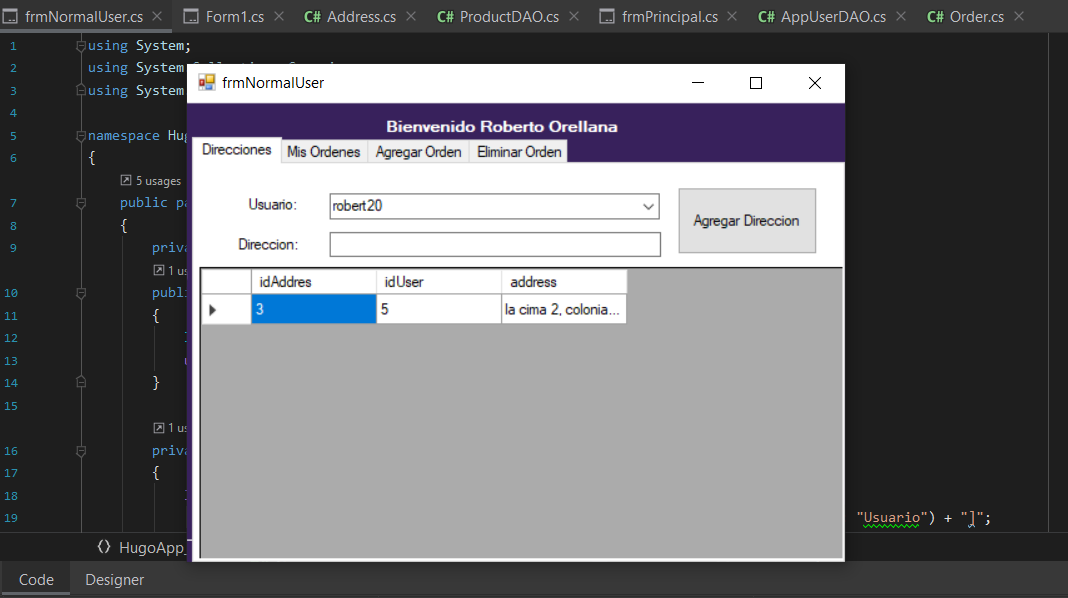 frmNormalUser.cs Form1.cs C# Address.cs C# ProductDAO.cs frmPrincipal.cs C# AppUserDAO.cs C# Order.cs
1 using System;
2 using System
3 using System
4
5 namespace Hu
6 {
5 usages
7 public pa
8 {
9 priva
1 us
10 publi
11 {
12
13
14 }
15
1 us
16 priva
17 {
18
19 "Usuario") + "]";
HugoApp_
Code Designer
frmNormalUser
Bienvenido Roberto Orellana
Direcciones Mis Ordenes Agregar Orden Eliminar Orden
Usuario: robert20
Agregar Direccion
Direccion:
idAddres idUser address
3 5 la cima 2, colonia...